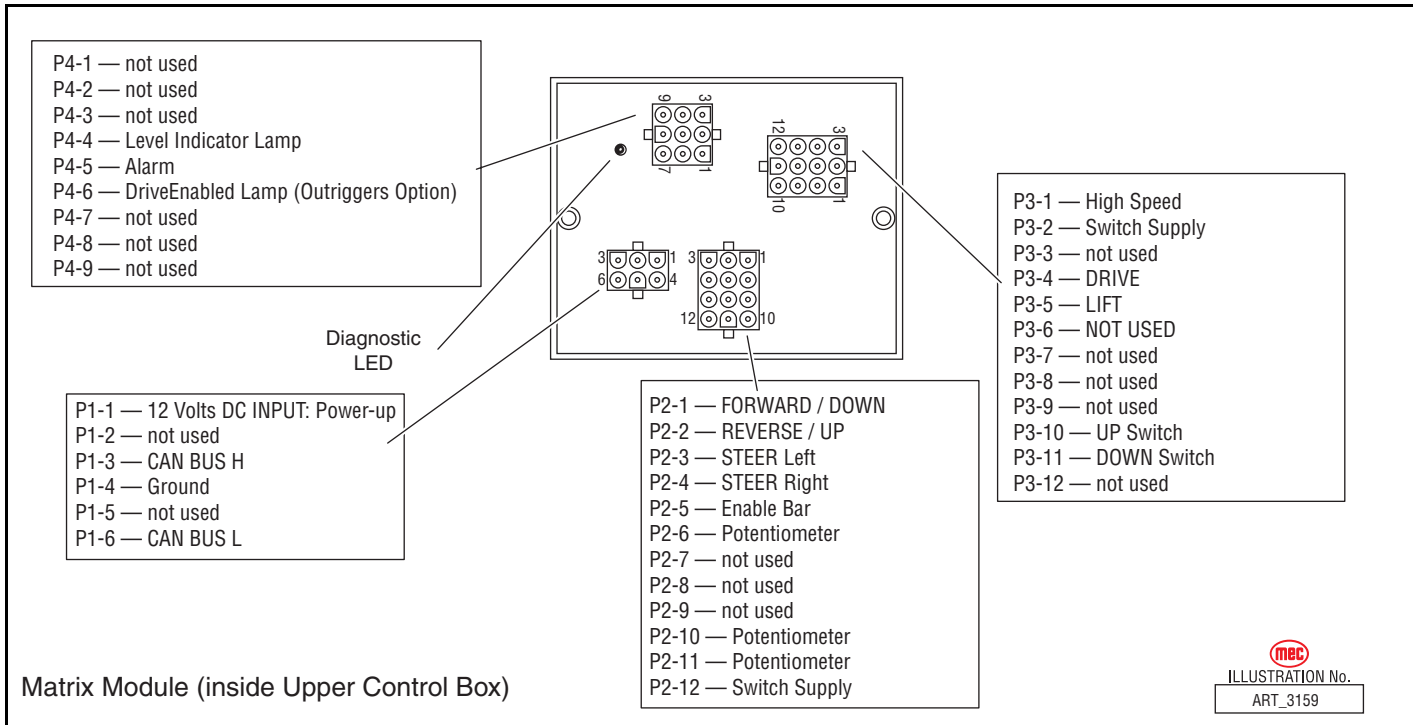 P4-1 — not used
P4-2 — not used
P4-3 — not used
P4-4 — Level Indicator Lamp
P4-5 — Alarm
P4-6 — DriveEnabled Lamp (Outriggers Option)
P4-7 — not used
P4-8 — not used
P4-9 — not used
9 3
7 1
12 3
10 1
3 1
6 4
3 1
12 10
Diagnostic
LED
P1-1 — 12 Volts DC INPUT: Power-up
P1-2 — not used
P1-3 — CAN BUS H
P1-4 — Ground
P1-5 — not used
P1-6 — CAN BUS L
P2-1 — FORWARD / DOWN
P2-2 — REVERSE / UP
P2-3 — STEER Left
P2-4 — STEER Right
P2-5 — Enable Bar
P2-6 — Potentiometer
P2-7 — not used
P2-8 — not used
P2-9 — not used
P2-10 — Potentiometer
P2-11 — Potentiometer
P2-12 — Switch Supply
P3-1 — High Speed
P3-2 — Switch Supply
P3-3 — not used
P3-4 — DRIVE
P3-5 — LIFT
P3-6 — NOT USED
P3-7 — not used
P3-8 — not used
P3-9 — not used
P3-10 — UP Switch
P3-11 — DOWN Switch
P3-12 — not used
Matrix Module (inside Upper Control Box)
mec
ILLUSTRATION No.
ART_3159